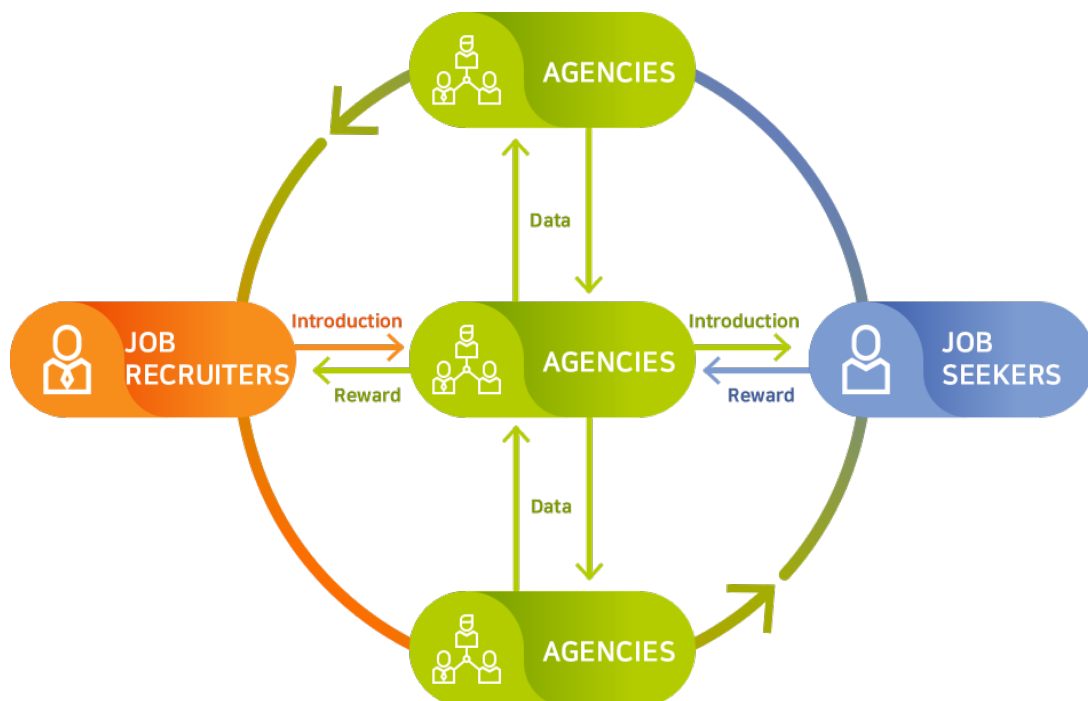 AGENCIES
Data
Introduction
Introduction
JOB
RECRUITERS
AGENCIES
JOB
SEEKERS
Reward
Reward
Data
AGENCIES